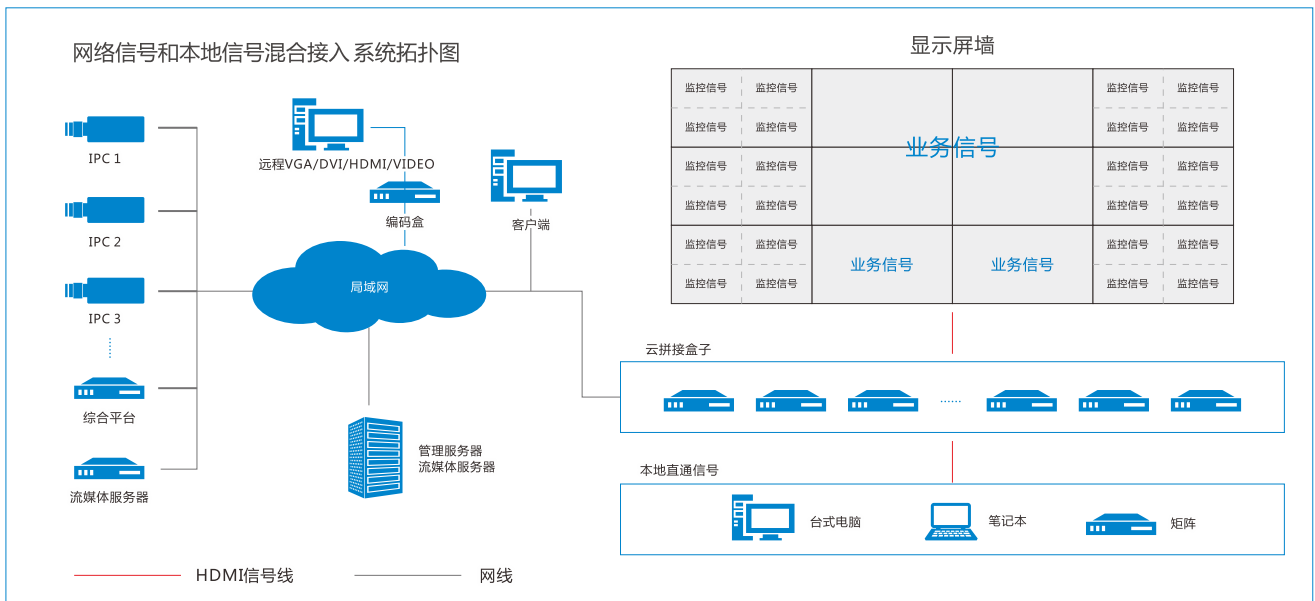 网络信号和本地信号混合接入系统拓扑图
IPC 1
IPC 2
IPC 3
......
综合平台
流媒体服务器
远程VGA/DVI/HDMI/VIDEO
编码盒
客户端
局域网
管理服务器
流媒体服务器
HDMI信号线
网线
显示屏墙
监控信号 监控信号 监控信号 监控信号
监控信号 监控信号 监控信号 监控信号
业务信号
监控信号 监控信号 监控信号 监控信号
监控信号 监控信号 监控信号 监控信号
监控信号 监控信号 监控信号 监控信号
业务信号 业务信号
监控信号 监控信号 监控信号 监控信号
云拼接盒子
......
本地直通信号
台式电脑
笔记本
矩阵